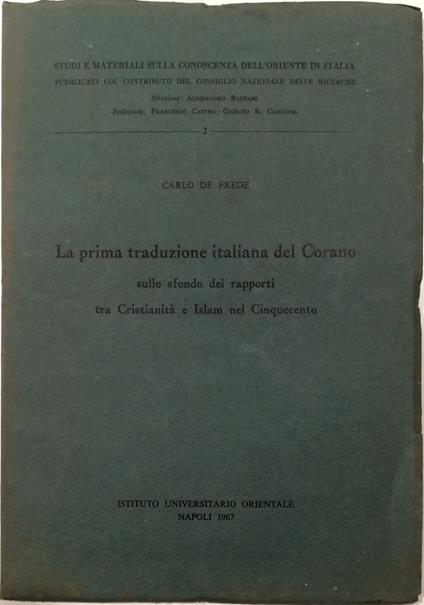 STUDI E MATERIALI SULLA CONOSCENZA DELL'ORIENTE IN ITALIA
PUBBLICATI COL CONTRIBUTO DEL CONSIGLIO NAZIONALE DELLE RICERCHE
Direzione: ALESSANDRO BAUSANI
Redazione: FRANCESCO CASTRO - GIORGIO R. CARDONA
2
CARLO DE FREDE
La prima traduzione italiana del Corano
sullo sfondo dei rapporti
tra Cristianità e Islam nel Cinquecento
ISTITUTO UNIVERSITARIO ORIENTALE
NAPOLI 1967